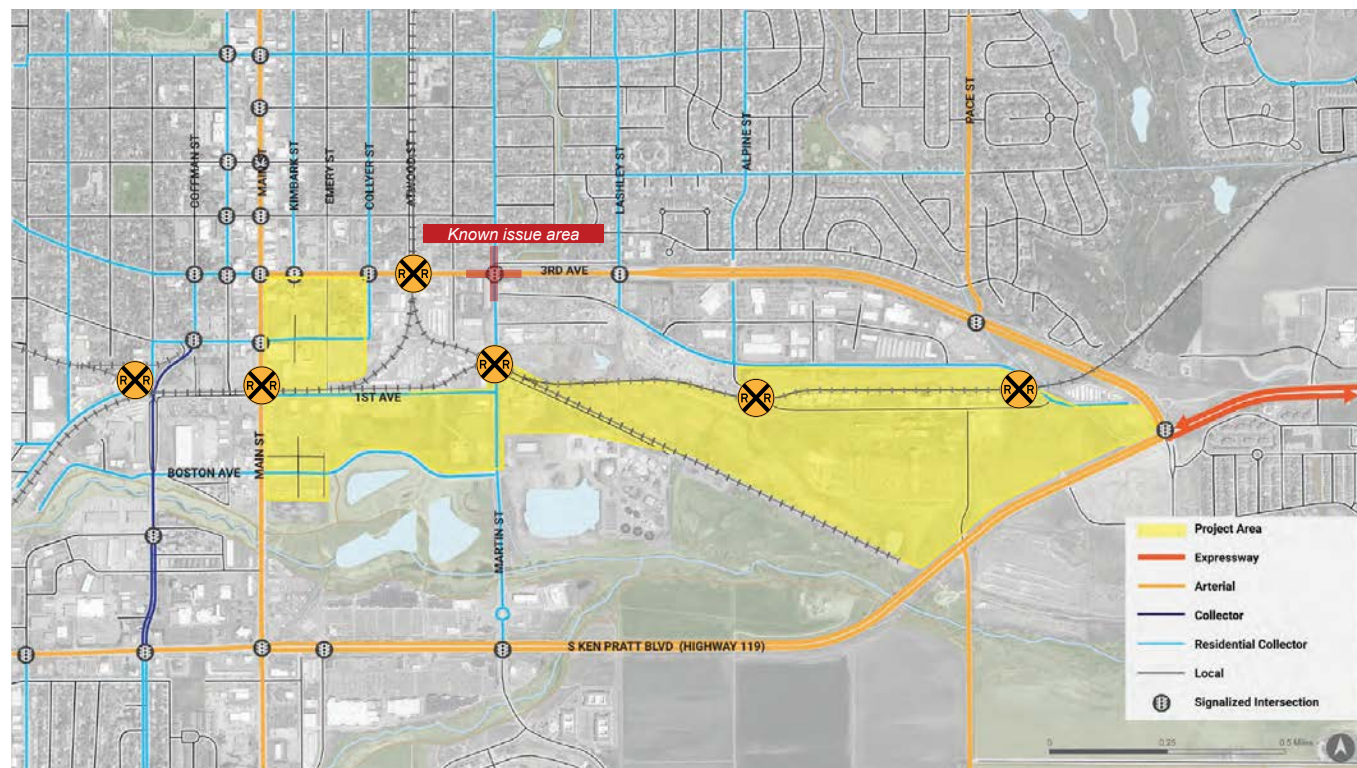 COFFMAN ST
MAIN ST
KIMBARK ST
EMERY ST
COLLYER ST
ATWOOD ST
LASHLEY ST
ALPINE ST
PACE ST
Known issue area
3RD AVE
R R
R R
R R
R R
R R
R R
1ST AVE
MAIN ST
BOSTON AVE
MARTIN ST
S KEN PRATT BLVD (HIGHWAY 119)
Project Area
Expressway
Arterial
Collector
Residential Collector
Local
Signalized Intersection
0 0.25 0.5 Miles